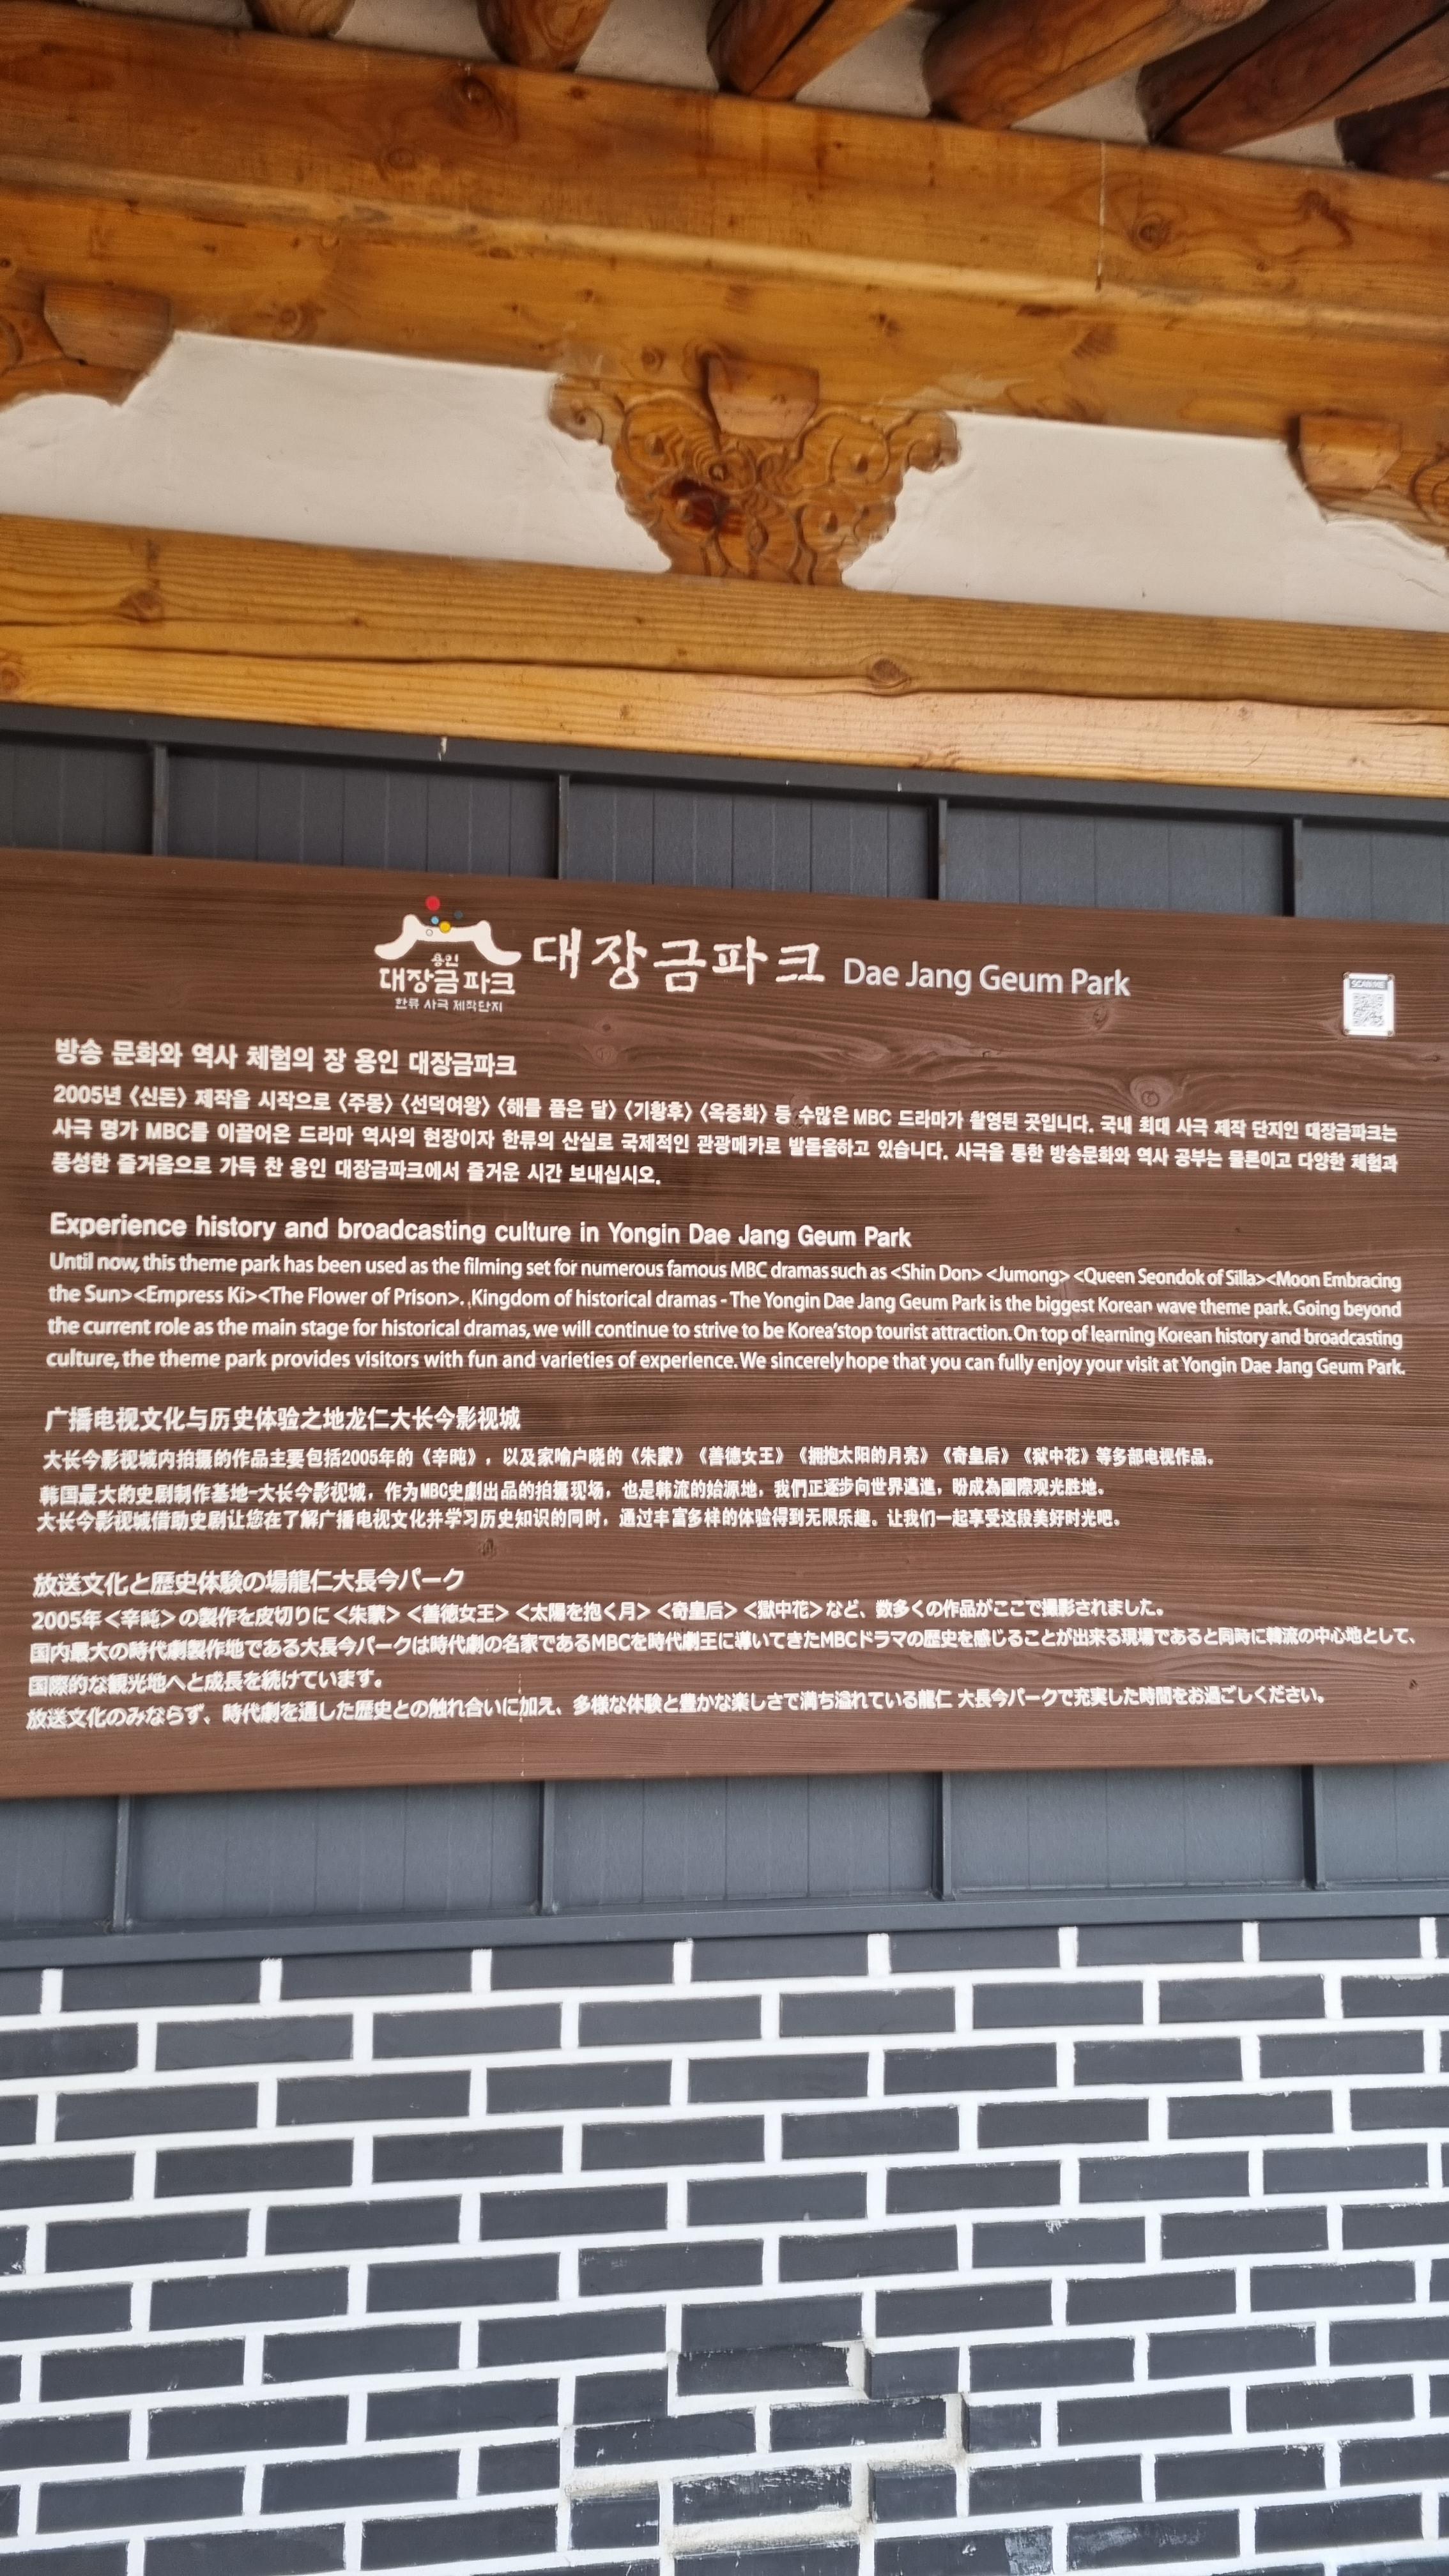 용인
대장금파크
한류 사극 제작단지
대장금파크 Dae Jang Geum Park
SCAN ME
방송 문화와 역사 체험의 장 용인 대장금파크
2005년 〈신돈〉 제작을 시작으로 〈주몽〉 〈선덕여왕〉 〈해를 품은 달〉 〈기황후〉 〈옥중화〉 등 수많은 MBC 드라마가 촬영된 곳입니다. 국내 최대 사극 제작 단지인 대장금파크는
사극 명가 MBC를 이끌어온 드라마 역사의 현장이자 한류의 산실로 국제적인 관광메카로 발돋움하고 있습니다. 사극을 통한 방송문화와 역사 공부는 물론이고 다양한 체험과
풍성한 즐거움으로 가득 찬 용인 대장금파크에서 즐거운 시간 보내십시오.
Experience history and broadcasting culture in Yongin Dae Jang Geum Park
Until now, this theme park has been used as the filming set for numerous famous MBC dramas such as <Shin Don> <Jumong> <Queen Seondok of Silla><Moon Embracing
the Sun><Empress Ki><The Flower of Prison>. ,Kingdom of historical dramas - The Yongin Dae Jang Geum Park is the biggest Korean wave theme park. Going beyond
the current role as the main stage for historical dramas, we will continue to strive to be Korea'stop tourist attraction. On top of learning Korean history and broadcasting
culture, the theme park provides visitors with fun and varieties of experience. We sincerely hope that you can fully enjoy your visit at Yongin Dae Jang Geum Park.
广播电视文化与历史体验之地龙仁大长今影视城
大长今影视城内拍摄的作品主要包括2005年的《辛旽》，以及家喻户晓的《朱蒙》《善德女王》《拥抱太阳的月亮》《奇皇后》《狱中花》等多部电视作品。
韩国最大的史剧制作基地-大长今影视城，作为MBC史劇出品的拍摄现场，也是韩流的始源地，我們正逐步向世界邁進，盼成為國際观光胜地。
大长今影视城借助史剧让您在了解广播电视文化并学习历史知识的同时，通过丰富多样的体验得到无限乐趣。让我们一起享受这段美好时光吧。
放送文化と歴史体験の場龍仁大長今パーク
2005年＜辛旽＞の製作を皮切りに＜朱蒙＞＜善徳女王＞＜太陽を抱く月＞＜奇皇后＞＜獄中花＞など、数多くの作品がここで撮影されました。
国内最大の時代劇製作地である大長今パークは時代劇の名家であるMBCを時代劇王に導いてきたMBCドラマの歴史を感じることが出来る現場であると同時に韓流の中心地として、
国際的な観光地へと成長を続けています。
放送文化のみならず、時代劇を通した歴史との触れ合いに加え、多様な体験と豊かな楽しさで満ち溢れている龍仁 大長今パークで充実した時間をお過ごしください。